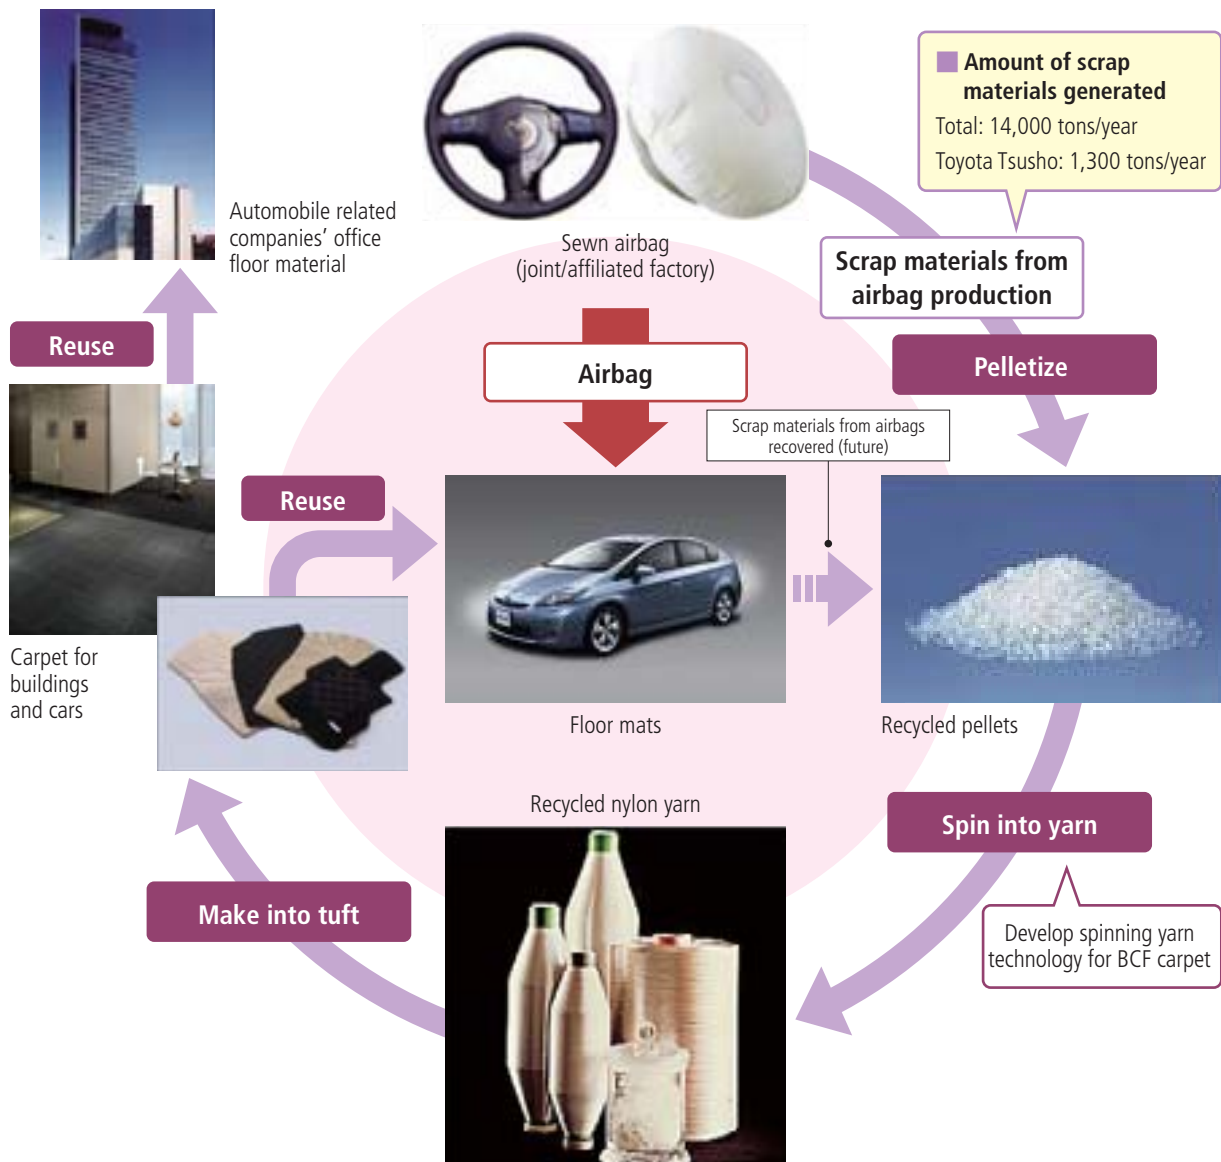 Amount of scrap
materials generated
Total: 14,000 tons/year
Toyota Tsusho: 1,300 tons/year
Automobile related
companies’ office
floor material
Sewn airbag
(joint/affiliated factory)
Scrap materials from
airbag production
Reuse
Airbag
Pelletize
Scrap materials from airbags
recovered (future)
Reuse
Carpet for
buildings
and cars
Floor mats
Recycled pellets
Recycled nylon yarn
Spin into yarn
Make into tuft
Develop spinning yarn
technology for BCF carpet